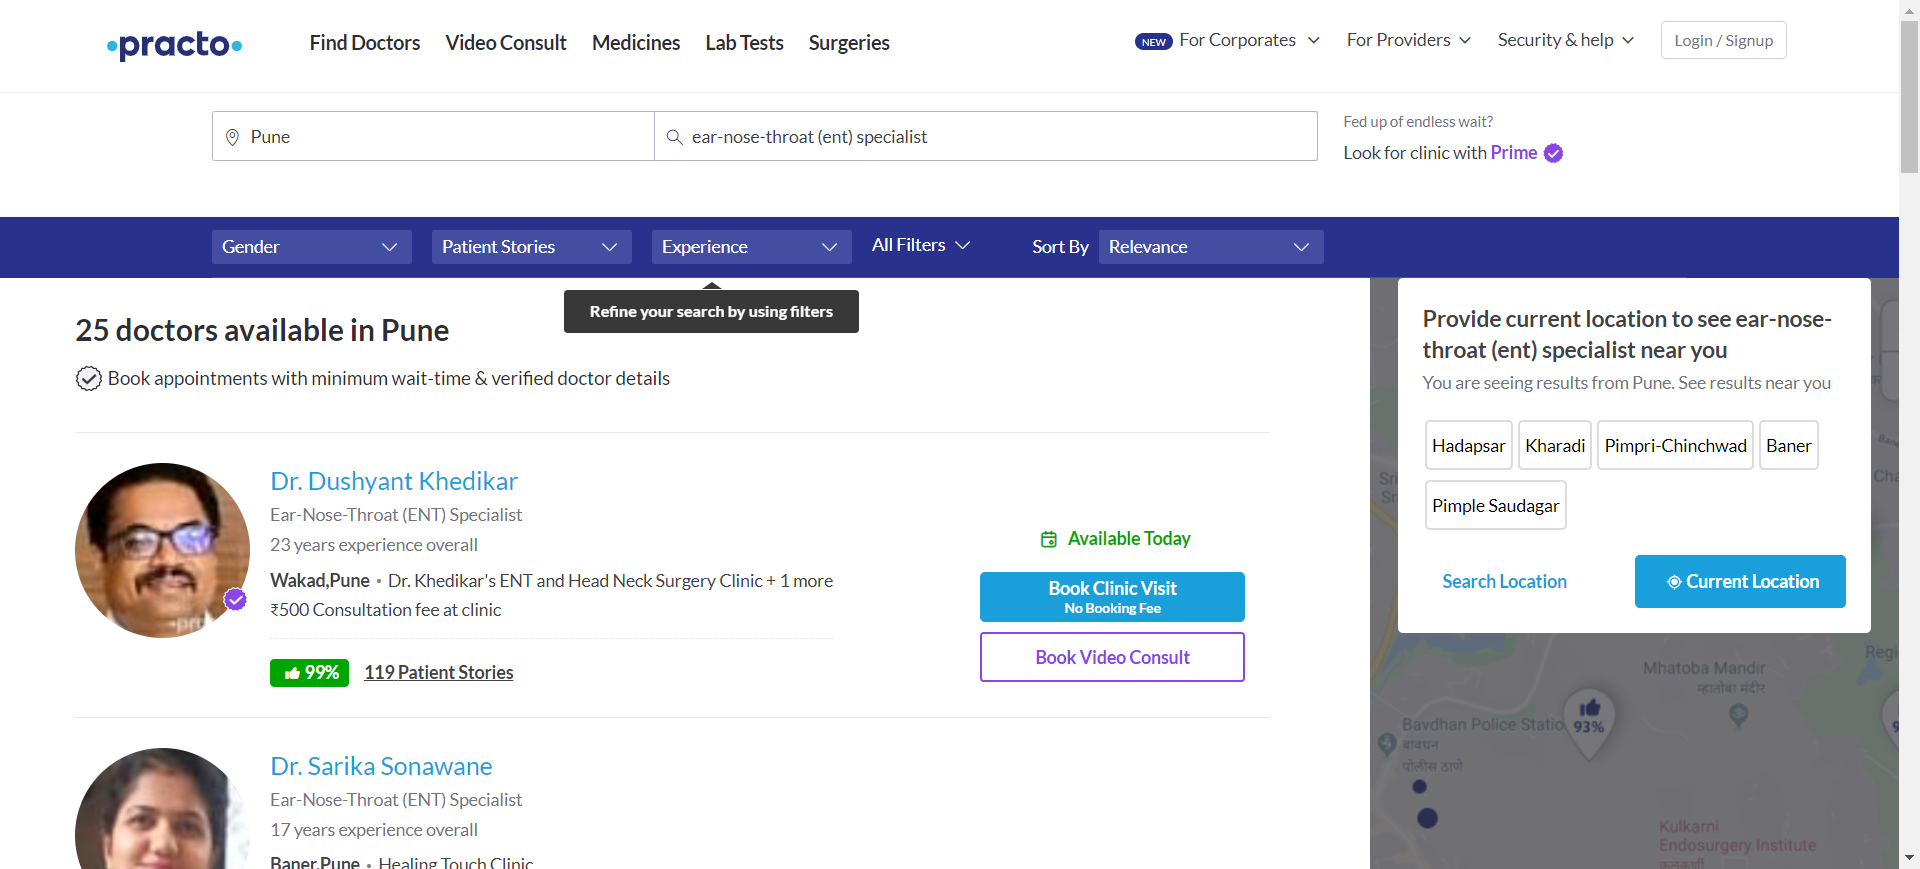 practo
Find Doctors
Video Consult
Medicines
Lab Tests
Surgeries
NEW For Corporates
For Providers
Security & help
Login / Signup
Pune
ear-nose-throat (ent) specialist
Fed up of endless wait?
Look for clinic with Prime
Gender
Patient Stories
Experience
All Filters
Sort By
Relevance
Refine your search by using filters
25 doctors available in Pune
Book appointments with minimum wait-time & verified doctor details
Dr. Dushyant Khedikar
Ear-Nose-Throat (ENT) Specialist
23 years experience overall
Wakad,Pune • Dr. Khedikar's ENT and Head Neck Surgery Clinic + 1 more
₹500 Consultation fee at clinic
99%
119 Patient Stories
Available Today
Book Clinic Visit
No Booking Fee
Book Video Consult
Dr. Sarika Sonawane
Ear-Nose-Throat (ENT) Specialist
17 years experience overall
Baner,Pune • Healing Touch Clinic
Provide current location to see ear-nose-
throat (ent) specialist near you
You are seeing results from Pune. See results near you
Hadapsar
Kharadi
Pimpri-Chinchwad
Baner
Pimple Saudagar
Search Location
Current Location
Mhatoba Mandir
म्हातोबा मंदीर
Bavdhan Police Statio
बावधन
पोलीस ठाणे
93%
Kulkarni
Endosurgery Institute
कुलकर्णी